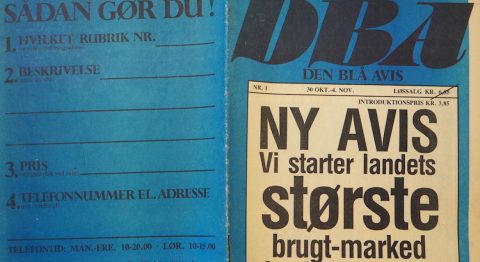 SÅDAN GØR DU!
1. HVILKET RUBRIK NR.
2. BESKRIVELSE
3. PRIS
4. TELEFONNUMMER EL. ADRESSE
TELEFONTID: MAN.-FRE. 10-20.00 · LØR. 10-15.00
DBA
DEN BLÅ AVIS
NR. 1 30 OKT.-4. NOV. LØSSALG KR. 6,85
INTRODUKTIONSPRIS KR. 3,85
NY AVIS
Vi starter landets
største
brugt-marked